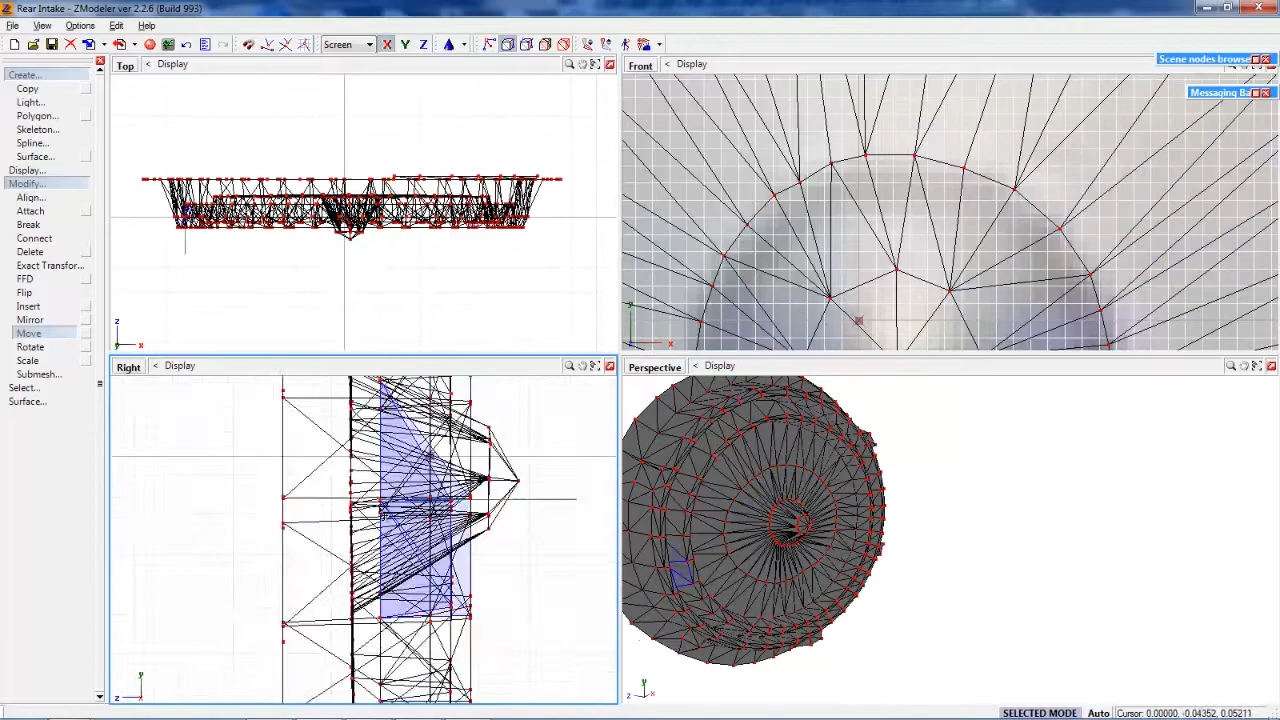 Rear Intake - ZModeler ver 2.2.6 (Build 993)
File View Options Edit Help
Screen X Y Z
Create...
Copy
Light...
Polygon...
Skeleton...
Spline...
Surface...
Display...
Modify...
Align...
Attach
Break
Connect
Delete
Exact Transfor...
FFD
Flip
Insert
Mirror
Move
Rotate
Scale
Submesh...
Select...
Surface...
Top < Display
z x y
Front < Display
Scene nodes browse
Messaging Ba
y x
Right < Display
y z x
Perspective < Display
y z x
SELECTED MODE Auto Cursor: 0.00000, -0.04352, 0.05211